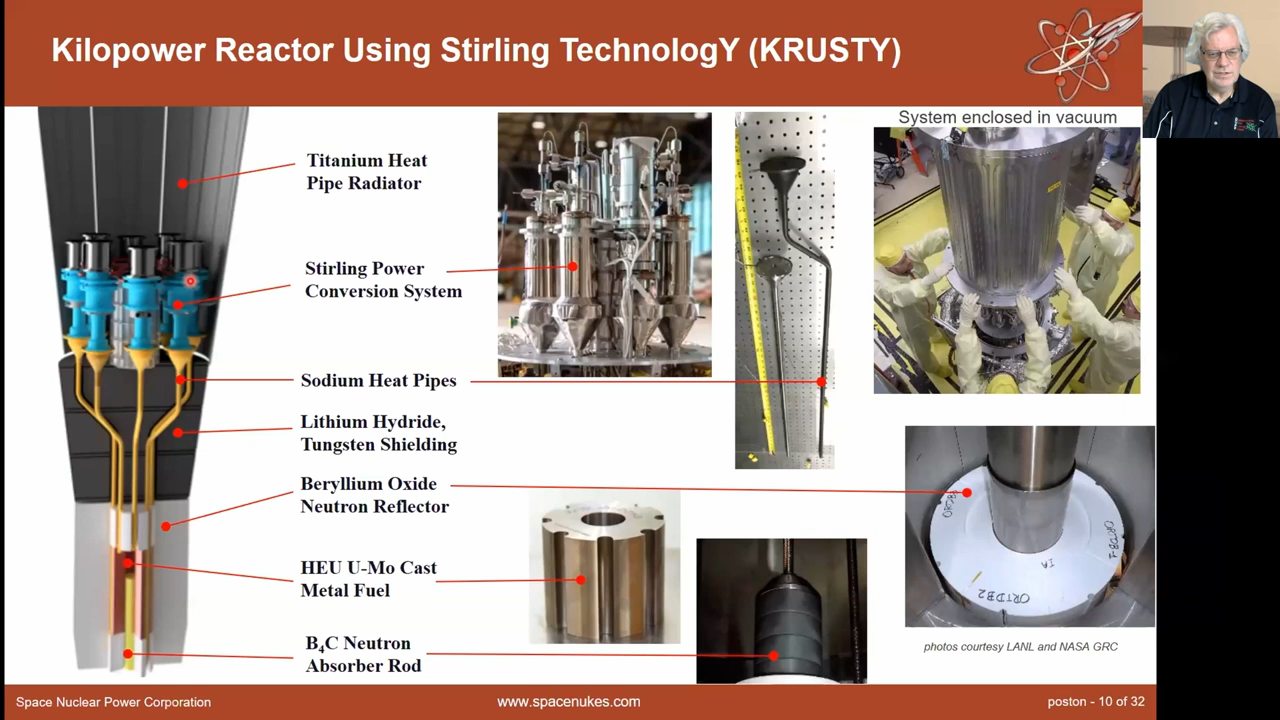 Kilopower Reactor Using Stirling TechnologY (KRUSTY)
System enclosed in vacuum
Titanium Heat
Pipe Radiator
Stirling Power
Conversion System
Sodium Heat Pipes
Lithium Hydride,
Tungsten Shielding
Beryllium Oxide
Neutron Reflector
HEU U-Mo Cast
Metal Fuel
B₄C Neutron
Absorber Rod
IA
ORTDB2
photos courtesy LANL and NASA GRC
Space Nuclear Power Corporation
www.spacenukes.com
poston - 10 of 32